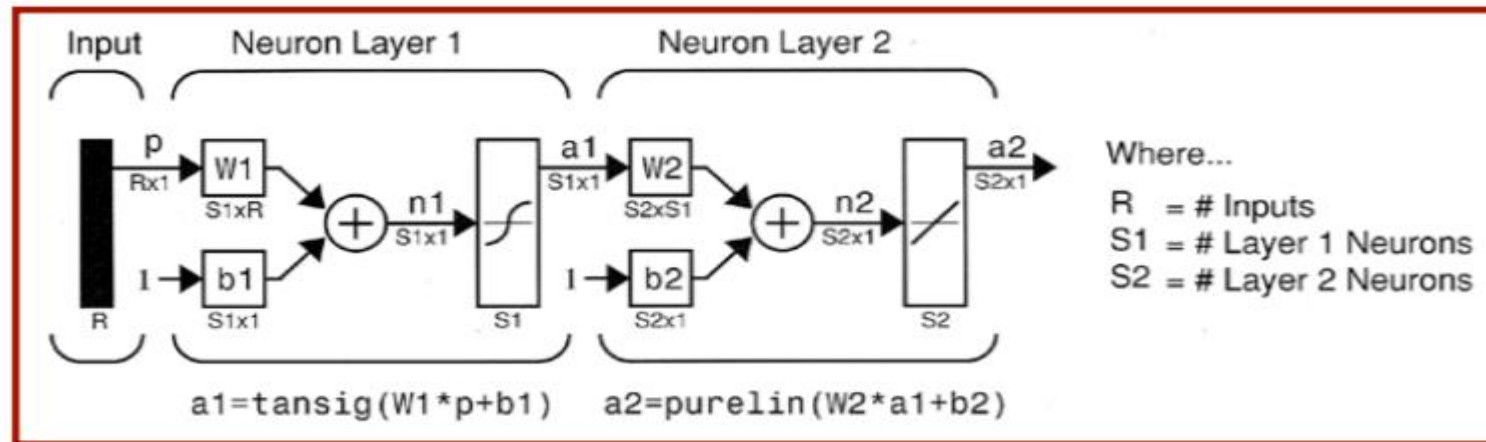 Input Neuron Layer 1 Neuron Layer 2
p a1 a2
W1 W2
Rx1 S1x1 S2x1
S1xR n1 S2xS1 n2
+ S1x1 + S2x1
1 b1 1 b2
R S1x1 S1 S2x1 S2
a1=tansig(W1*p+b1) a2=purelin(W2*a1+b2)
Where...
R = # Inputs
S1 = # Layer 1 Neurons
S2 = # Layer 2 Neurons